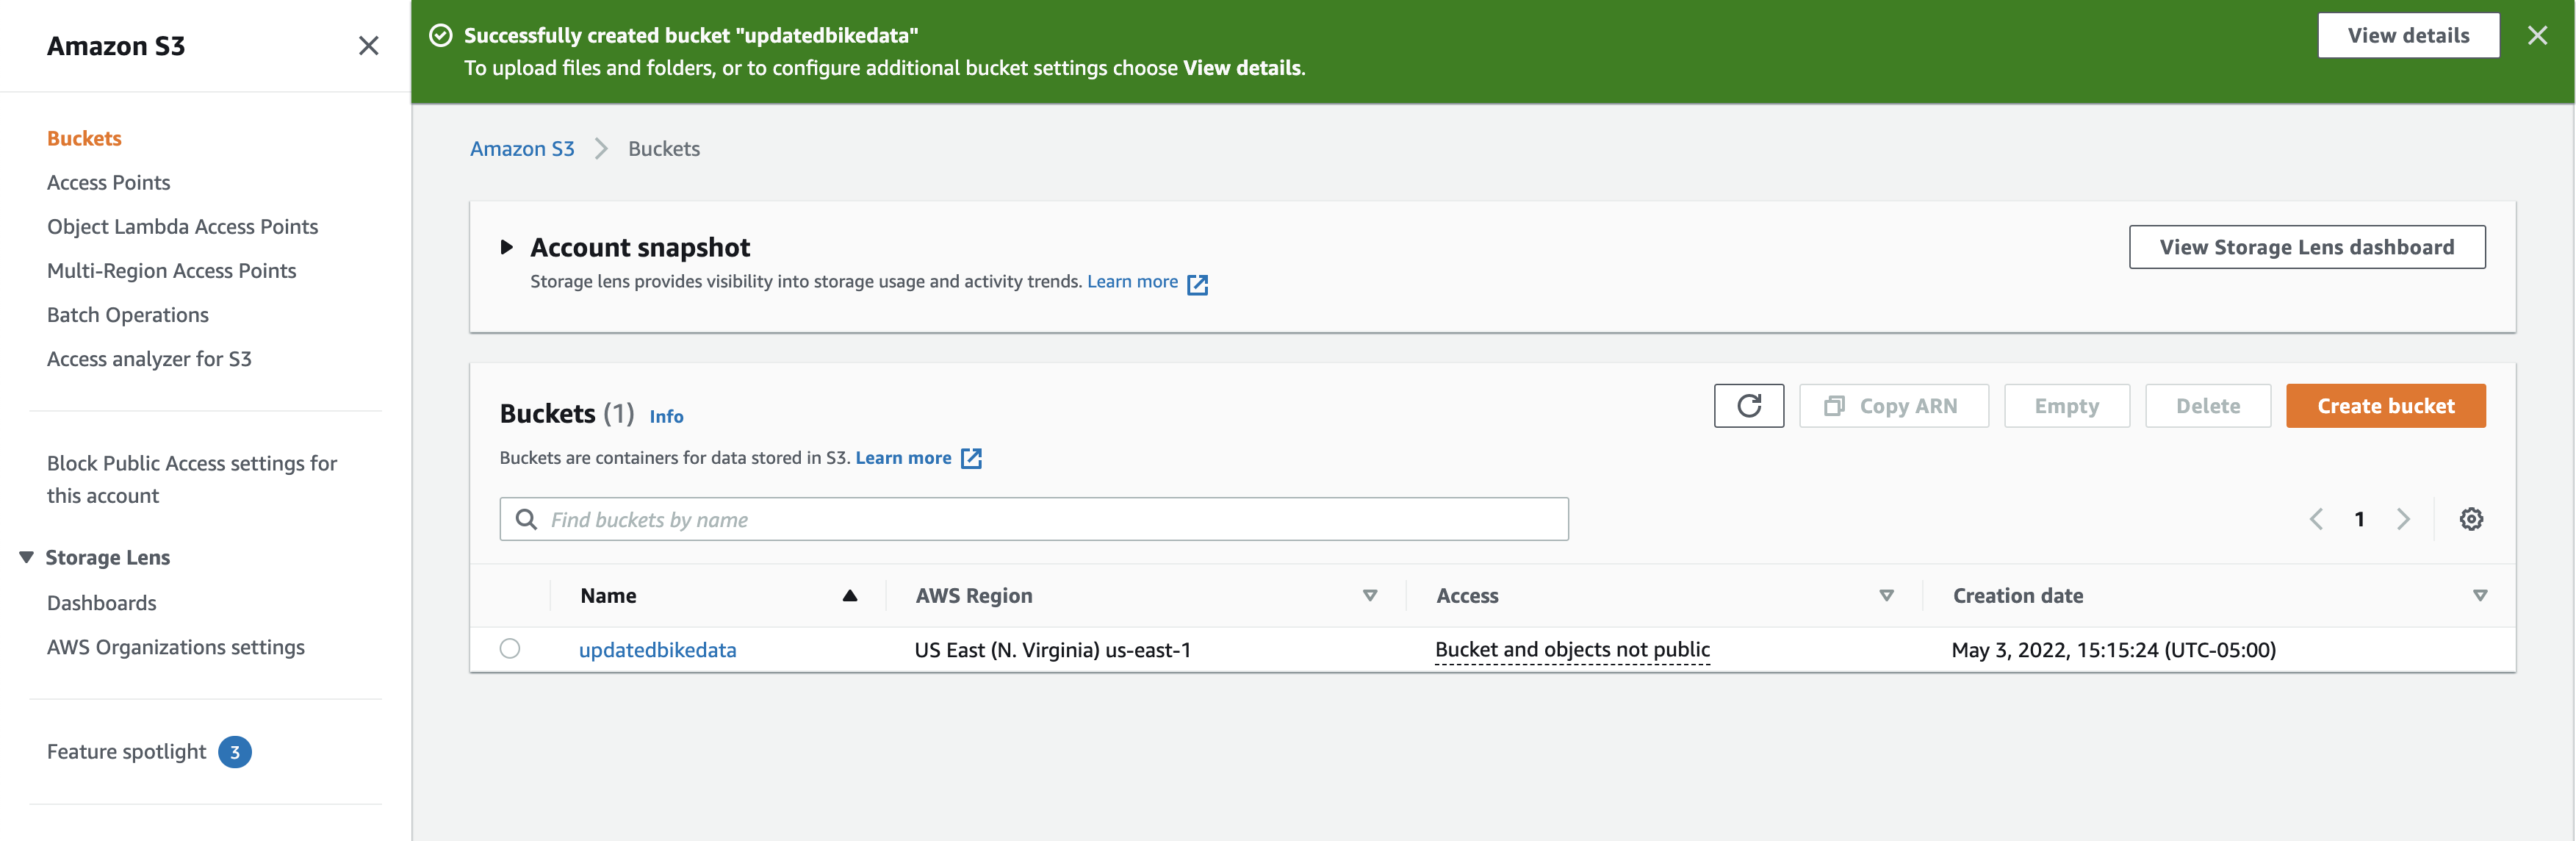 Amazon S3
Buckets
Access Points
Object Lambda Access Points
Multi-Region Access Points
Batch Operations
Access analyzer for S3
Block Public Access settings for
this account
Storage Lens
Dashboards
AWS Organizations settings
Feature spotlight 3
Successfully created bucket "updatedbikedata"
To upload files and folders, or to configure additional bucket settings choose View details.
View details
Amazon S3 Buckets
Account snapshot
Storage lens provides visibility into storage usage and activity trends. Learn more
View Storage Lens dashboard
Buckets (1) Info
Copy ARN Empty Delete Create bucket
Buckets are containers for data stored in S3. Learn more
Find buckets by name
1
Name AWS Region Access Creation date
updatedbikedata US East (N. Virginia) us-east-1 Bucket and objects not public May 3, 2022, 15:15:24 (UTC-05:00)